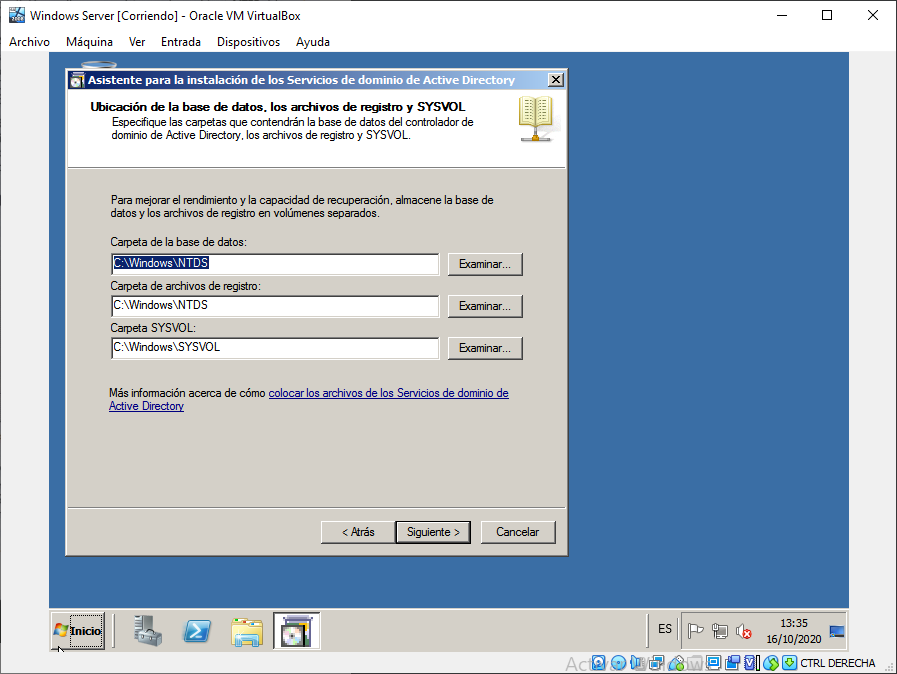 Windows Server [Corriendo] - Oracle VM VirtualBox
Archivo Máquina Ver Entrada Dispositivos Ayuda
Asistente para la instalación de los Servicios de dominio de Active Directory
Ubicación de la base de datos, los archivos de registro y SYSVOL
Especifique las carpetas que contendrán la base de datos del controlador de
dominio de Active Directory, los archivos de registro y SYSVOL.
Para mejorar el rendimiento y la capacidad de recuperación, almacene la base de
datos y los archivos de registro en volúmenes separados.
Carpeta de la base de datos:
C:\Windows\NTDS
Examinar...
Carpeta de archivos de registro:
C:\Windows\NTDS
Examinar...
Carpeta SYSVOL:
C:\Windows\SYSVOL
Examinar...
Más información acerca de cómo colocar los archivos de los Servicios de dominio de
Active Directory
< Atrás Siguiente > Cancelar
Inicio
ES
13:35
16/10/2020
CTRL DERECHA